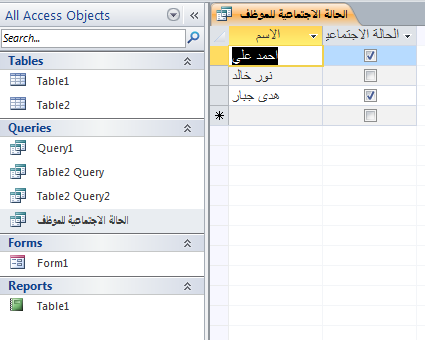 All Access Objects
Search...
Tables
Table1
Table2
Queries
Query1
Table2 Query
Table2 Query2
الحالة الاجتماعية للموظف
Forms
Form1
Reports
Table1
الحالة الاجتماعية للموظف
الاسم
الحالة الاجتماعي
احمد علي
نور خالد
هدى جبار